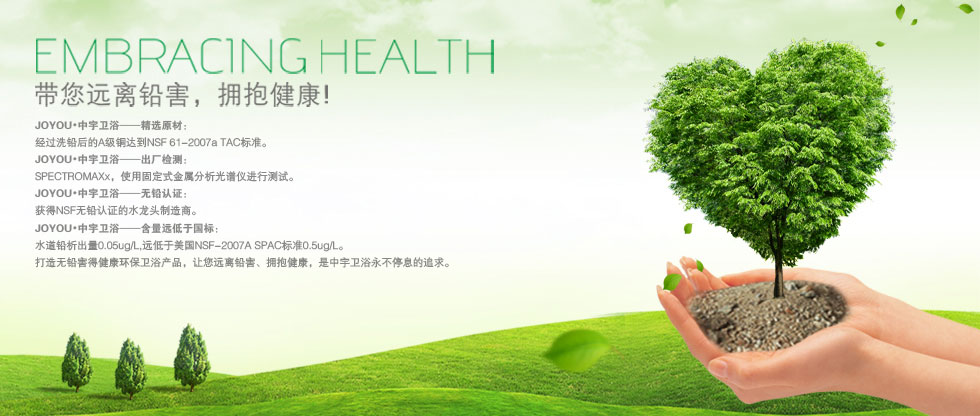 EMBRACING HEALTH
带您远离铅害，拥抱健康!
JOYOU•中宇卫浴——精选原材：
经过洗铅后的A级铜达到NSF 61-2007a TAC标准。
JOYOU•中宇卫浴——出厂检测：
SPECTROMAXx，使用固定式金属分析光谱仪进行测试。
JOYOU•中宇卫浴——无铅认证：
获得NSF无铅认证的水龙头制造商。
JOYOU•中宇卫浴——含量远低于国标：
水道铅析出量0.05ug/L,远低于美国NSF-2007A SPAC标准0.5ug/L。
打造无铅害得健康环保卫浴产品，让您远离铅害、拥抱健康，是中宇卫浴永不停息的追求。